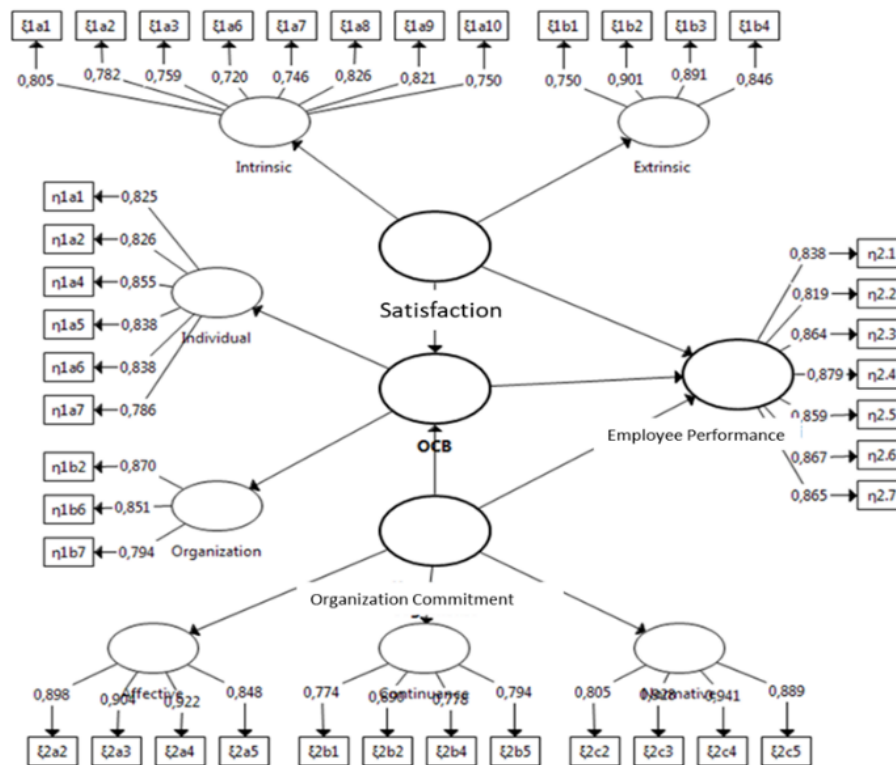 ξ1a1 ξ1a2 ξ1a3 ξ1a6 ξ1a7 ξ1a8 ξ1a9 ξ1a10 ξ1b1 ξ1b2 ξ1b3 ξ1b4
0,805 0,782 0,759 0,720 0,746 0,826 0,821 0,750 0,750 0,901 0,891 0,846
Intrinsic Extrinsic
η1a1 0,825
η1a2 0,826
η1a4 0,855
η1a5 0,838
η1a6 0,838
η1a7 0,786
Individual
Satisfaction
0,838 η2.1
0,819 η2.2
0,864 η2.3
0,879 η2.4
0,859 η2.5
0,867 η2.6
0,865 η2.7
Employee Performance
OCB
η1b2 0,870
η1b6 0,851
η1b7 0,794
Organization
Organization Commitment
Affective Continuance Normative
0,898 0,904 0,848 0,774 0,794 0,805 0,828 0,941 0,889
ξ2a2 ξ2a3 ξ2a4 ξ2a5 ξ2b1 ξ2b2 ξ2b4 ξ2b5 ξ2c2 ξ2c3 ξ2c4 ξ2c5